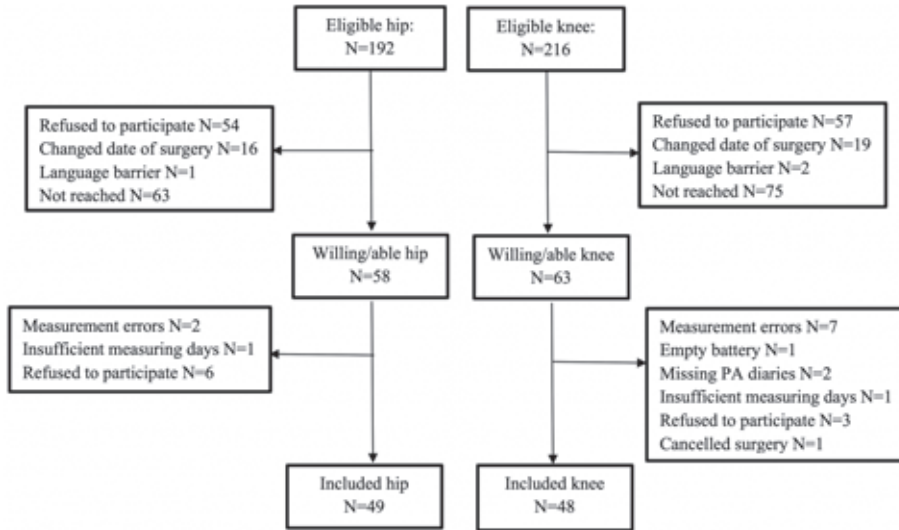 Eligible hip:
N=192
Eligible knee:
N=216
Refused to participate N=54
Changed date of surgery N=16
Language barrier N=1
Not reached N=63
Refused to participate N=57
Changed date of surgery N=19
Language barrier N=2
Not reached N=75
Willing/able hip
N=58
Willing/able knee
N=63
Measurement errors N=2
Insufficient measuring days N=1
Refused to participate N=6
Measurement errors N=7
Empty battery N=1
Missing PA diaries N=2
Insufficient measuring days N=1
Refused to participate N=3
Cancelled surgery N=1
Included hip
N=49
Included knee
N=48